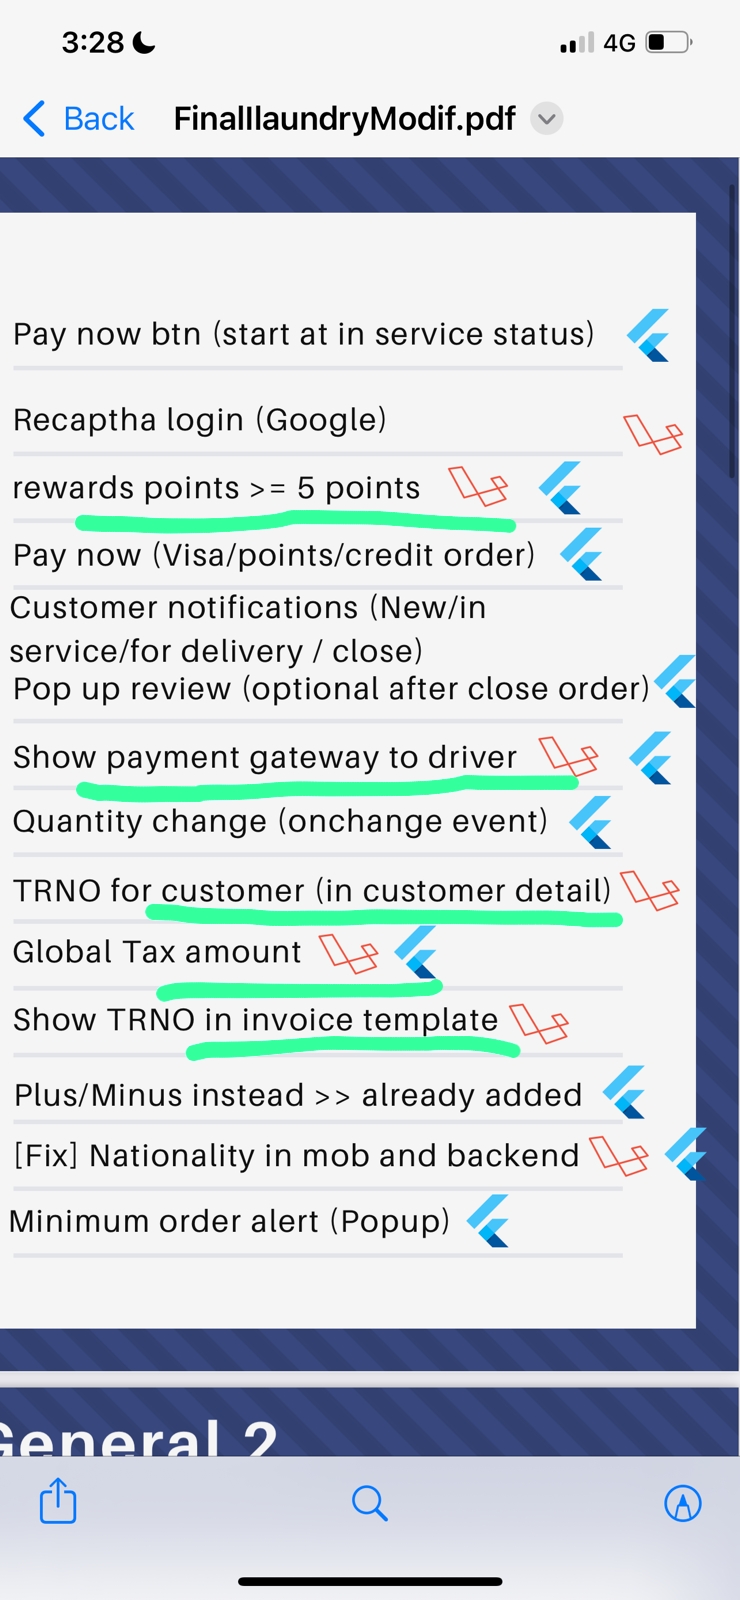 3:28
4G
Back
FinalIlaundryModif.pdf
Pay now btn (start at in service status)
Recaptha login (Google)
rewards points >= 5 points
Pay now (Visa/points/credit order)
Customer notifications (New/in
service/for delivery / close)
Pop up review (optional after close order)
Show payment gateway to driver
Quantity change (onchange event)
TRNO for customer (in customer detail)
Global Tax amount
Show TRNO in invoice template
Plus/Minus instead >> already added
[Fix] Nationality in mob and backend
Minimum order alert (Popup)
General 2